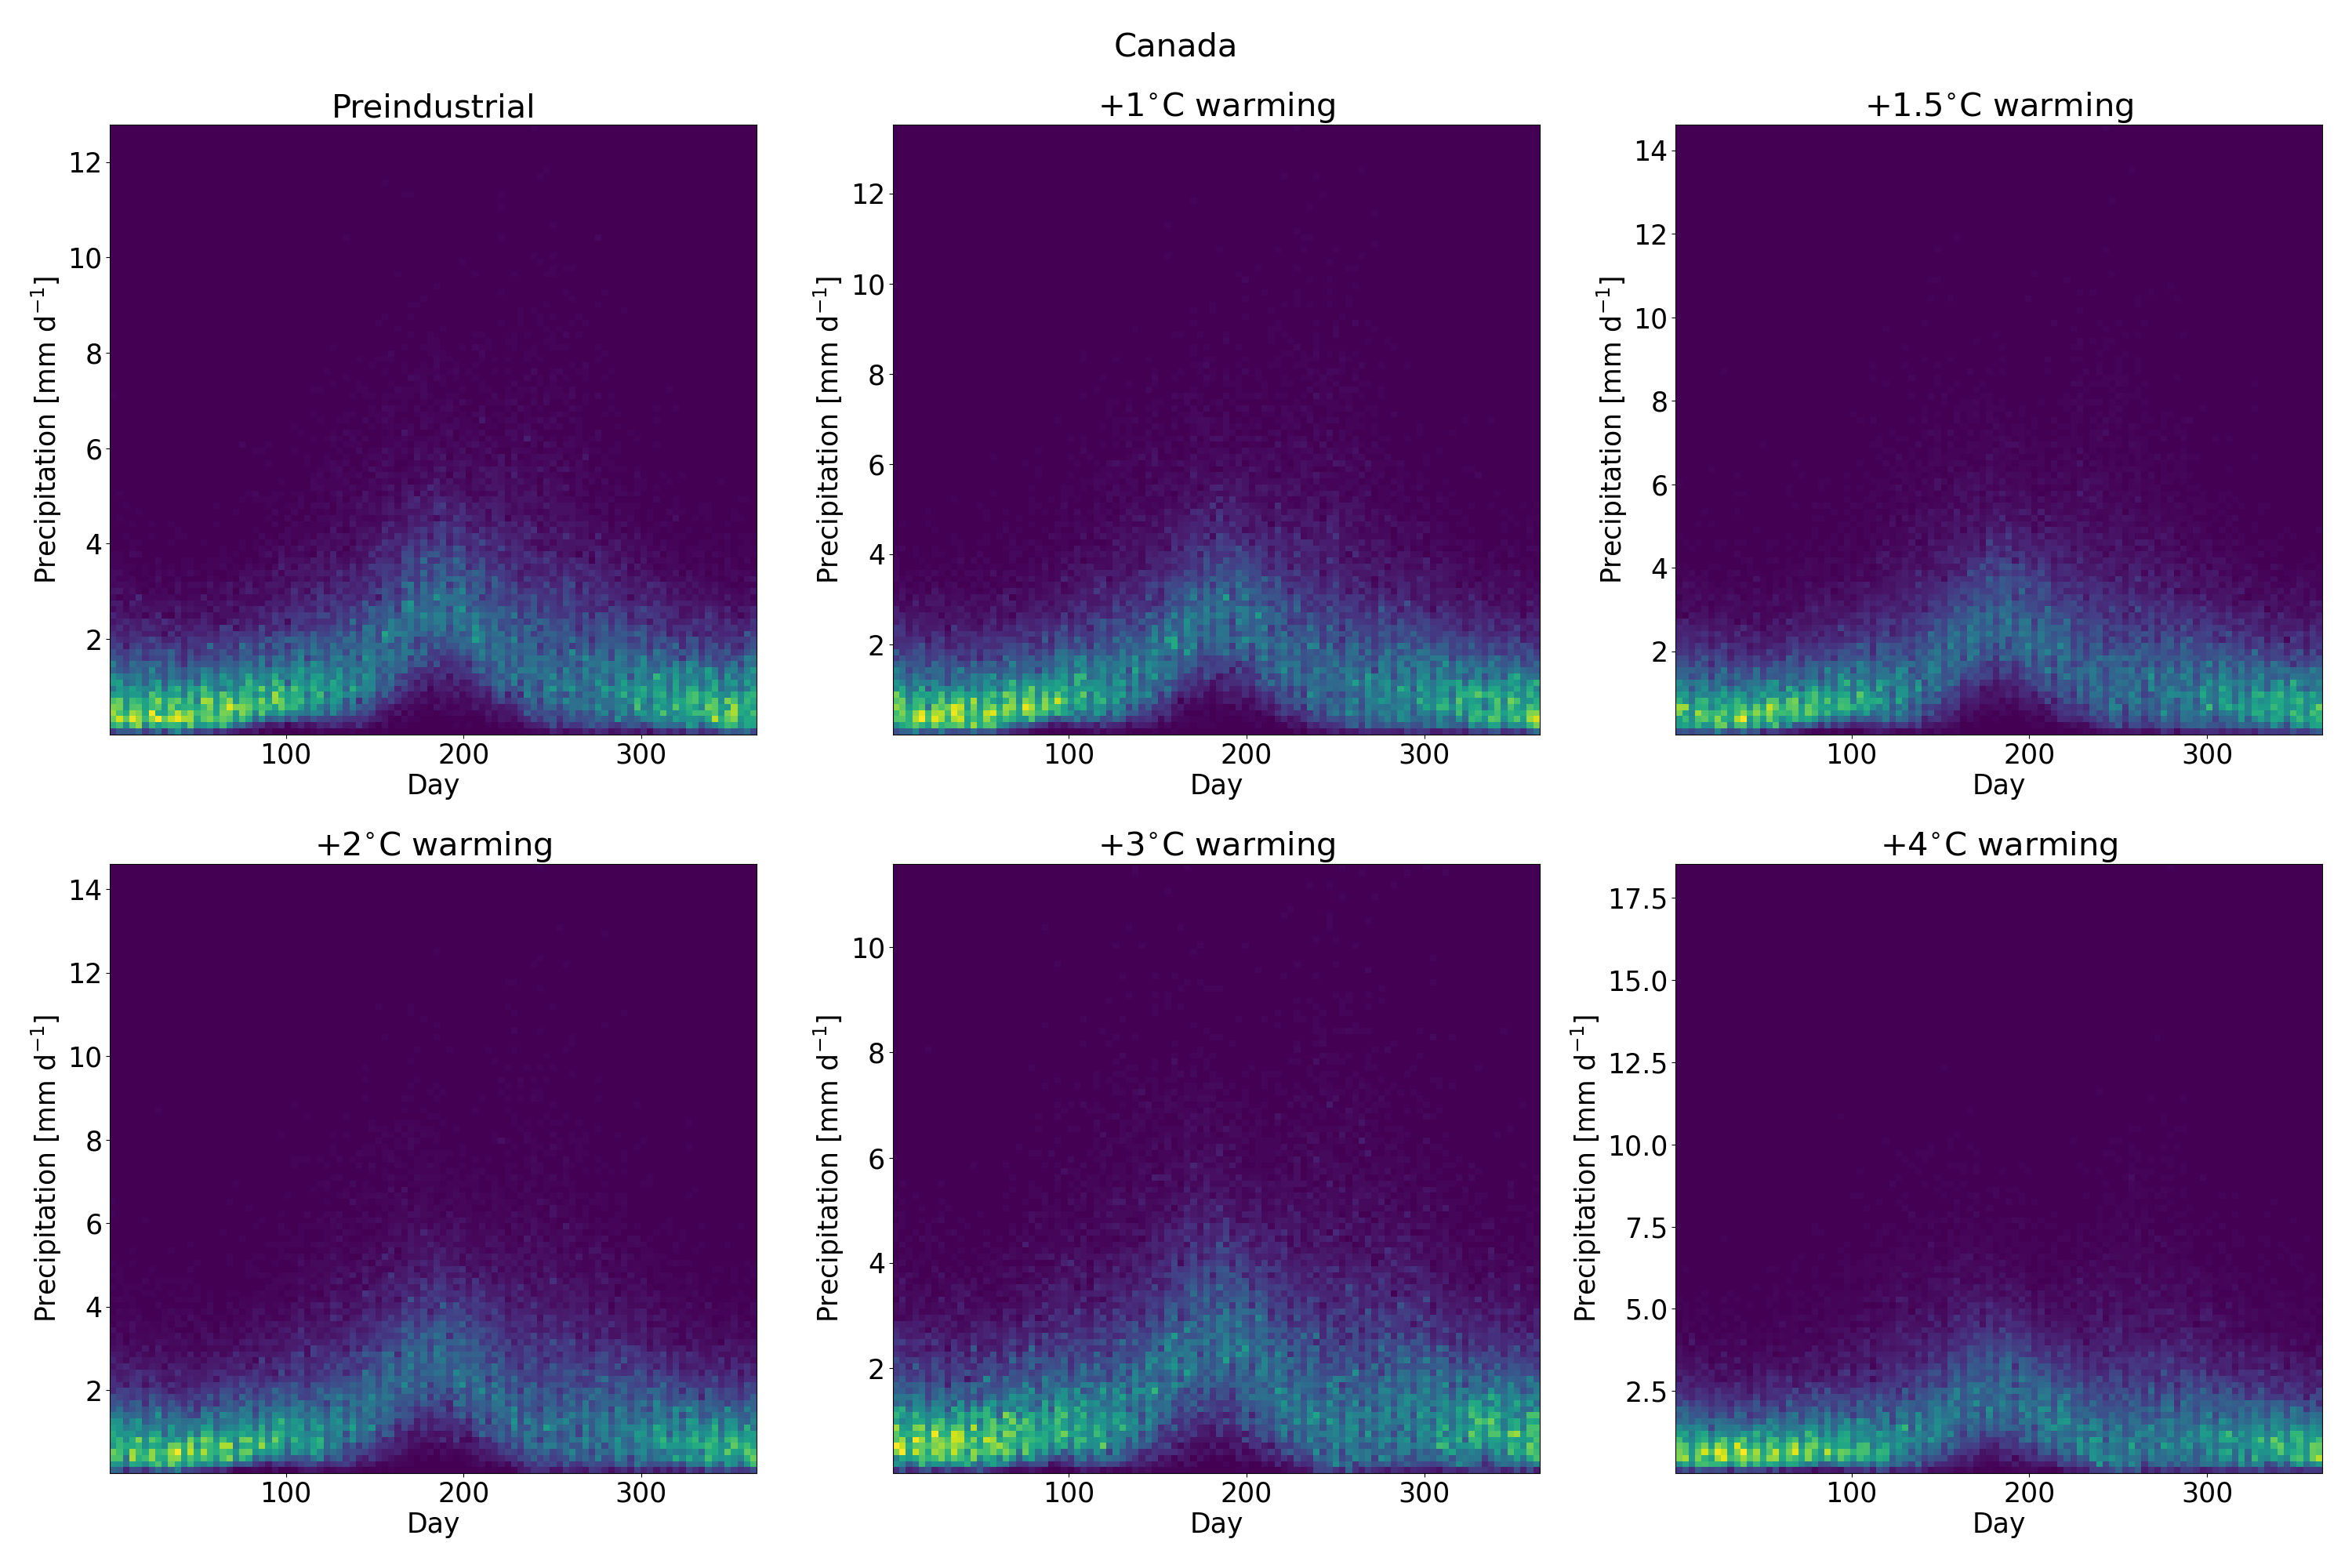 Canada
Preindustrial
12
10
8
6
4
2
Precipitation [mm d⁻¹]
100 200 300
Day
+1°C warming
12
10
8
6
4
2
Precipitation [mm d⁻¹]
100 200 300
Day
+1.5°C warming
14
12
10
8
6
4
2
Precipitation [mm d⁻¹]
100 200 300
Day
+2°C warming
14
12
10
8
6
4
2
Precipitation [mm d⁻¹]
100 200 300
Day
+3°C warming
10
8
6
4
2
Precipitation [mm d⁻¹]
100 200 300
Day
+4°C warming
17.5
15.0
12.5
10.0
7.5
5.0
2.5
Precipitation [mm d⁻¹]
100 200 300
Day